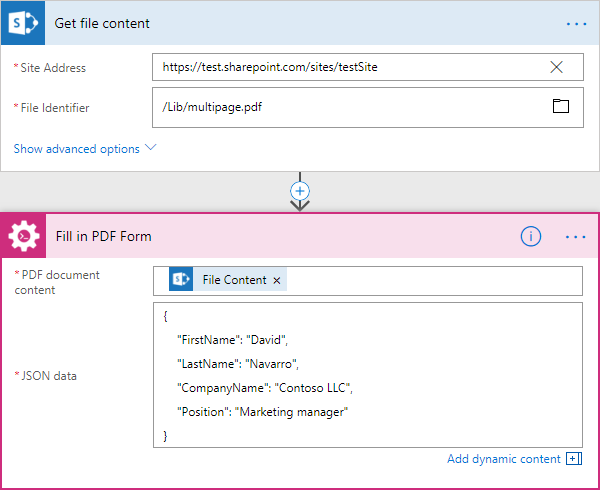 Get file content
* Site Address
https://test.sharepoint.com/sites/testSite
* File Identifier
/Lib/multipage.pdf
Show advanced options
Fill in PDF Form
* PDF document content
File Content
* JSON data
{
"FirstName": "David",
"LastName": "Navarro",
"CompanyName": "Contoso LLC",
"Position": "Marketing manager"
}
Add dynamic content